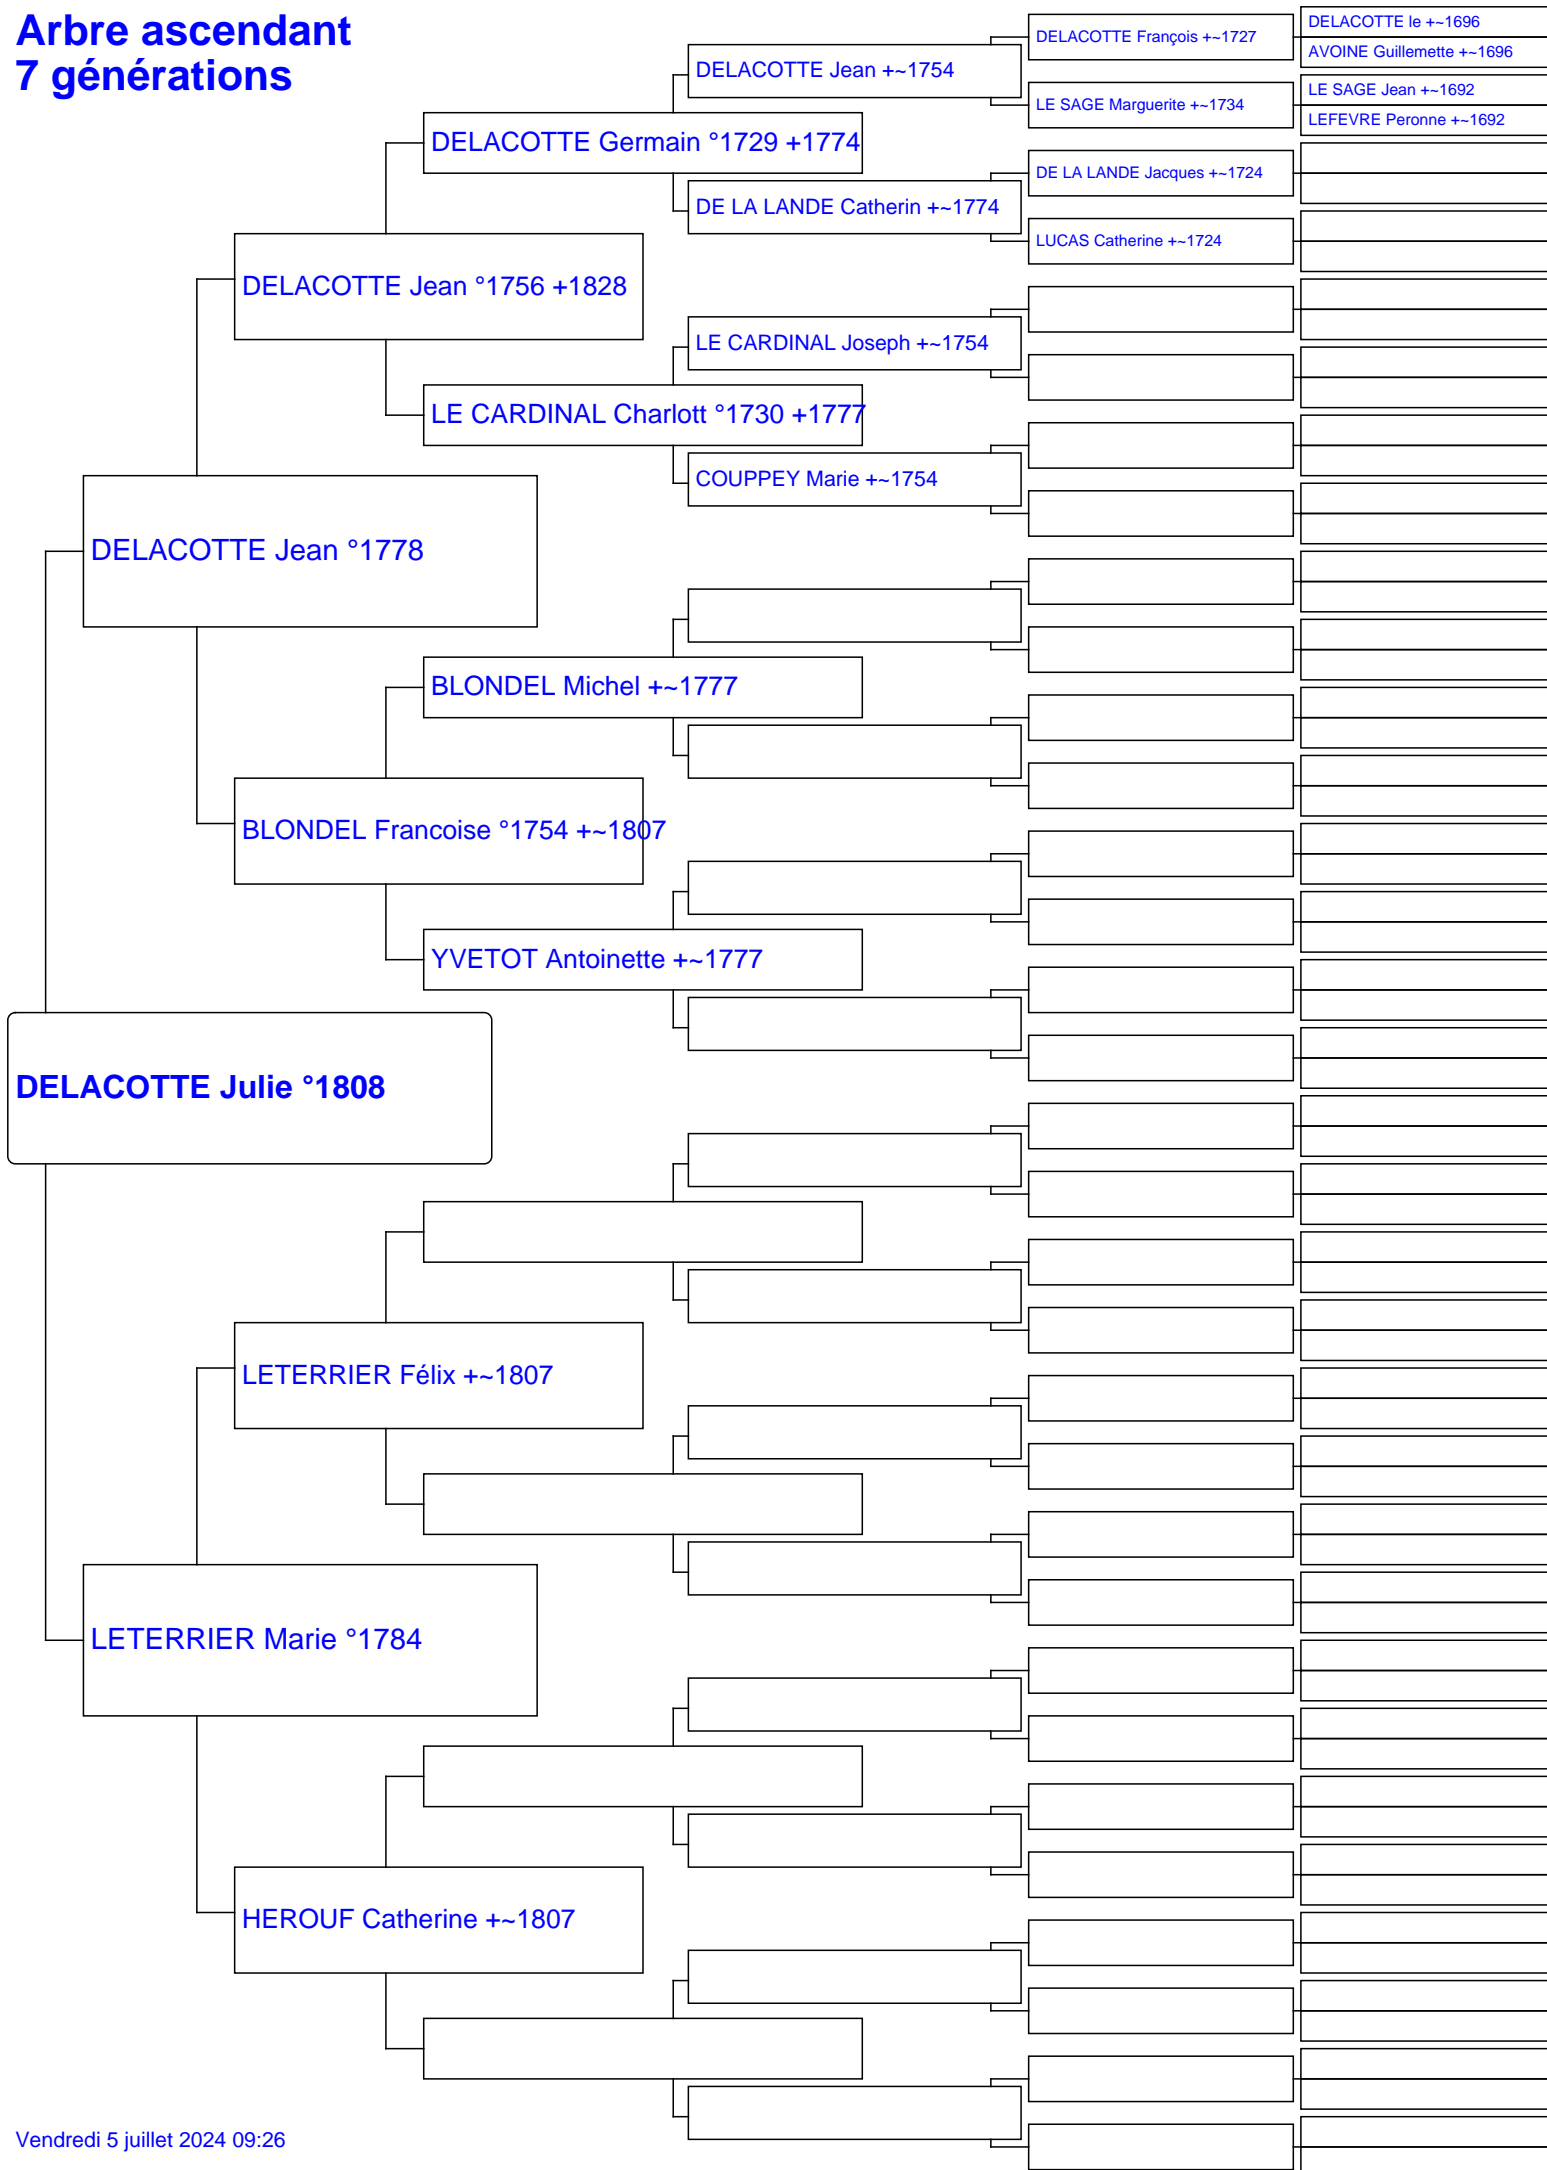 Arbre ascendant
7 générations
DELACOTTE le +~1696
DELACOTTE François +~1727
AVOINE Guillemette +~1696
DELACOTTE Jean +~1754
LE SAGE Jean +~1692
LE SAGE Marguerite +~1734
LEFEVRE Peronne +~1692
DELACOTTE Germain °1729 +1774
DE LA LANDE Jacques +~1724
DE LA LANDE Catherin +~1774
LUCAS Catherine +~1724
DELACOTTE Jean °1756 +1828
LE CARDINAL Joseph +~1754
LE CARDINAL Charlott °1730 +1777
COUPPEY Marie +~1754
DELACOTTE Jean °1778
BLONDEL Michel +~1777
BLONDEL Francoise °1754 +~1807
YVETOT Antoinette +~1777
DELACOTTE Julie °1808
LETERRIER Félix +~1807
LETERRIER Marie °1784
HEROUF Catherine +~1807
Vendredi 5 juillet 2024 09:26